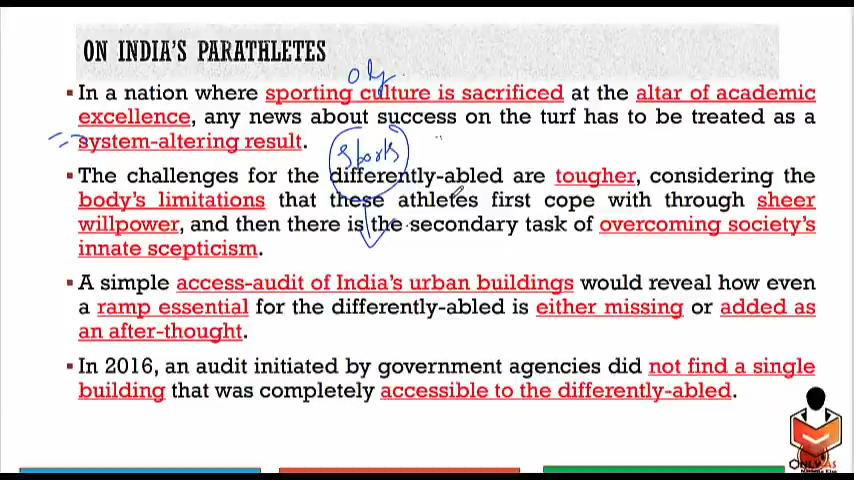 ON INDIA'S PARATHLETES
oly.
▪In a nation where sporting culture is sacrificed at the altar of academic
excellence, any news about success on the turf has to be treated as a
system-altering result.
sports
▪The challenges for the differently-abled are tougher, considering the
body's limitations that these athletes first cope with through sheer
willpower, and then there is the secondary task of overcoming society's
innate scepticism.
▪A simple access-audit of India's urban buildings would reveal how even
a ramp essential for the differently-abled is either missing or added as
an after-thought.
▪In 2016, an audit initiated by government agencies did not find a single
building that was completely accessible to the differently-abled.